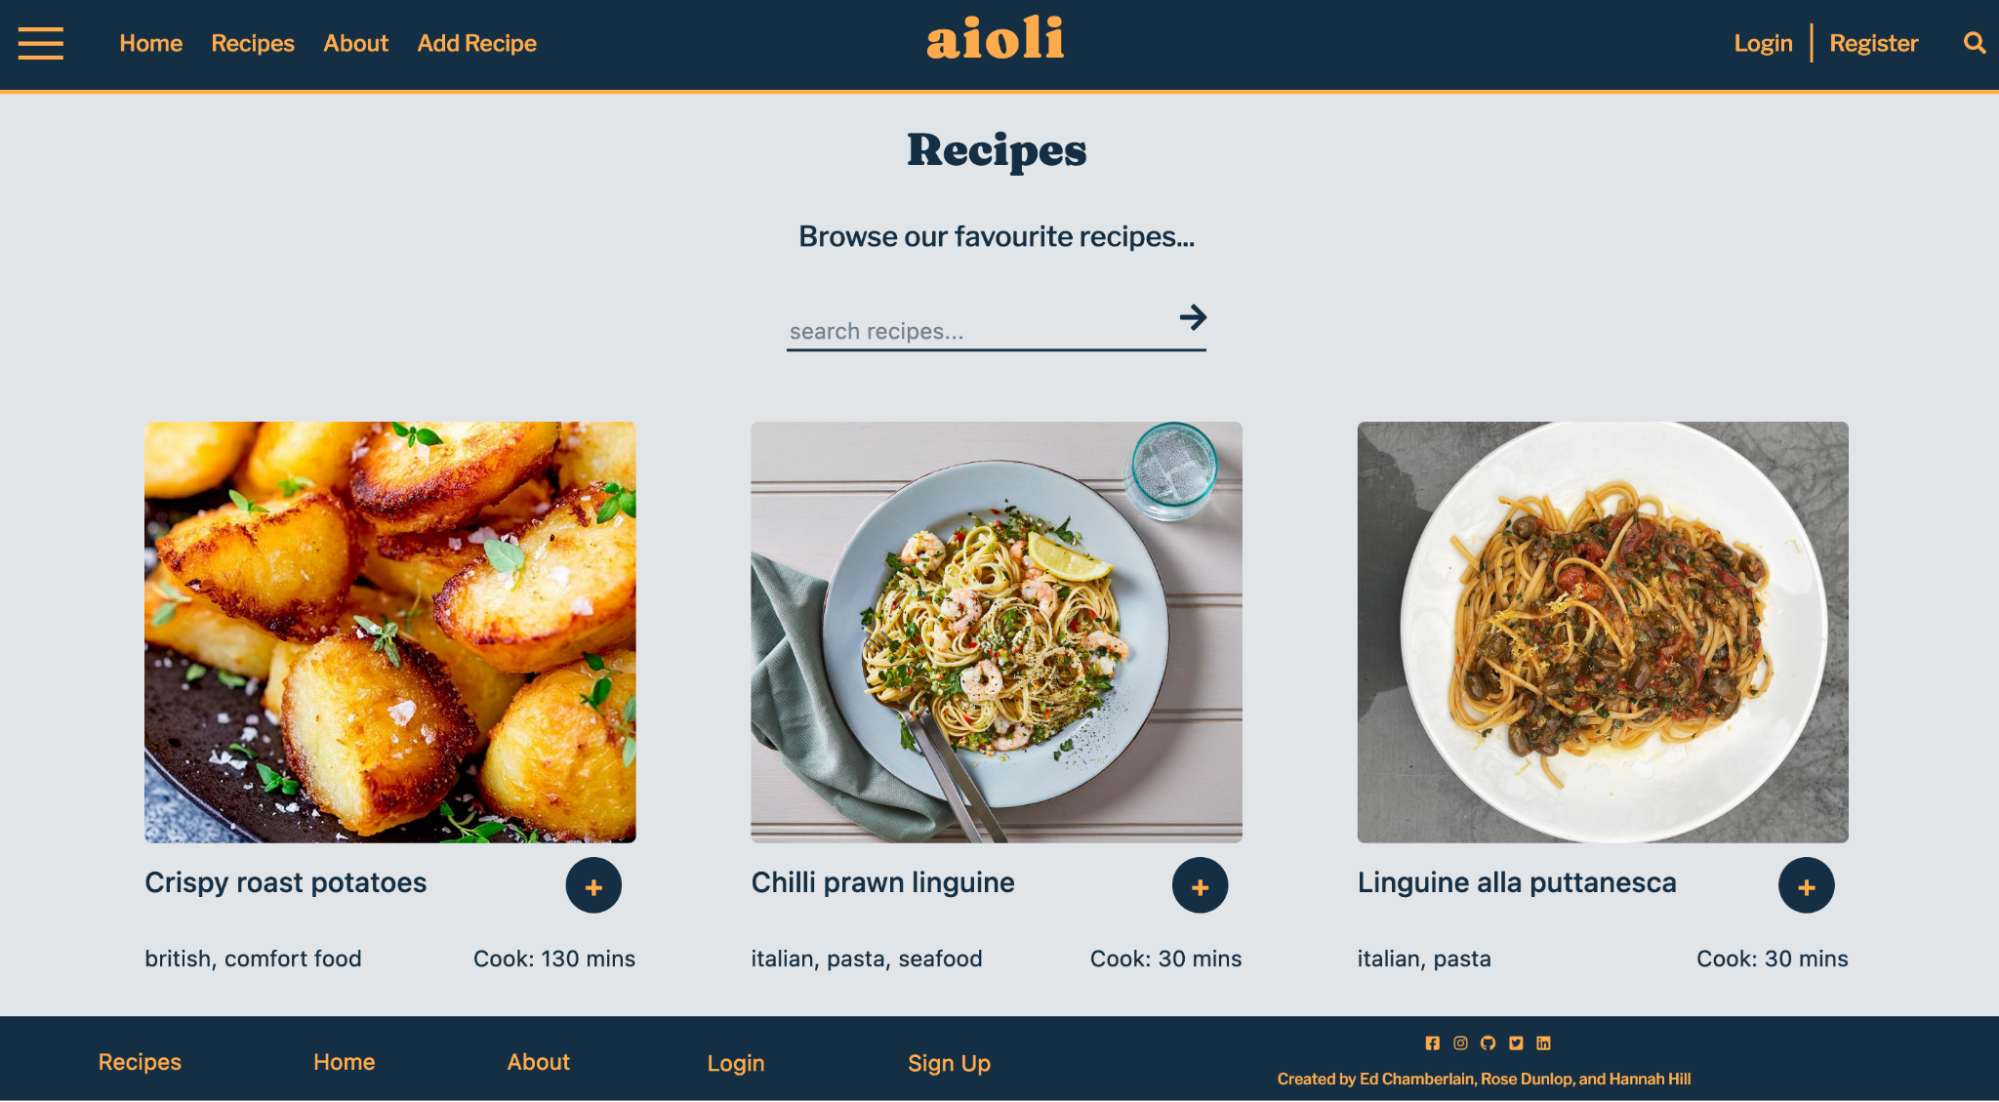 Home Recipes About Add Recipe
aioli
Login Register
Recipes
Browse our favourite recipes...
search recipes...
Crispy roast potatoes
+
british, comfort food
Cook: 130 mins
Chilli prawn linguine
+
italian, pasta, seafood
Cook: 30 mins
Linguine alla puttanesca
+
italian, pasta
Cook: 30 mins
Recipes Home About Login Sign Up
Created by Ed Chamberlain, Rose Dunlop, and Hannah Hill